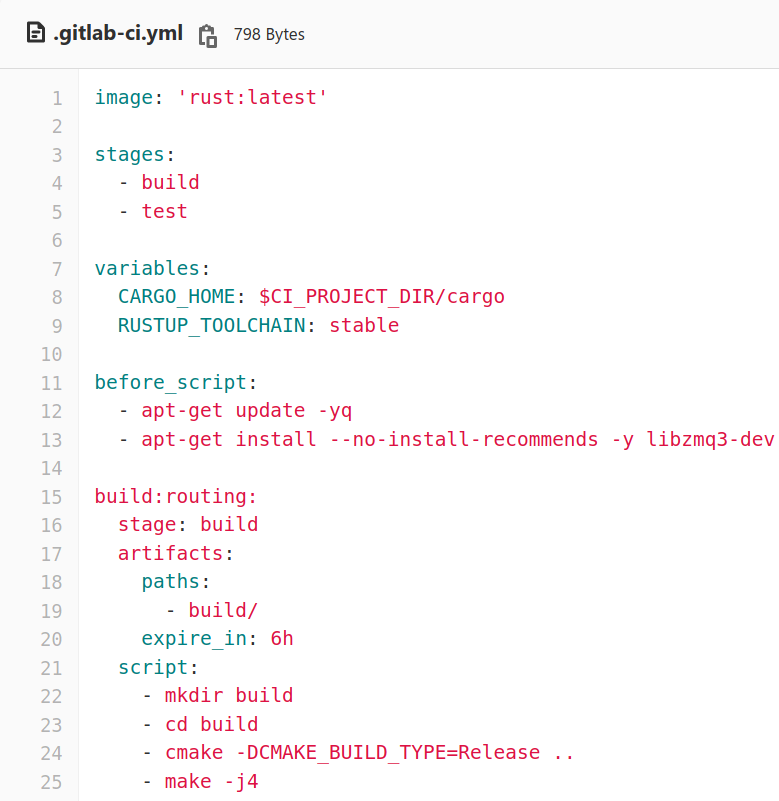 .gitlab-ci.yml 798 Bytes
1 image: 'rust:latest'
2
3 stages:
4   - build
5   - test
6
7 variables:
8   CARGO_HOME: $CI_PROJECT_DIR/cargo
9   RUSTUP_TOOLCHAIN: stable
10
11 before_script:
12   - apt-get update -yq
13   - apt-get install --no-install-recommends -y libzmq3-dev
14
15 build:routing:
16   stage: build
17   artifacts:
18     paths:
19       - build/
20     expire_in: 6h
21   script:
22     - mkdir build
23     - cd build
24     - cmake -DCMAKE_BUILD_TYPE=Release ..
25     - make -j4